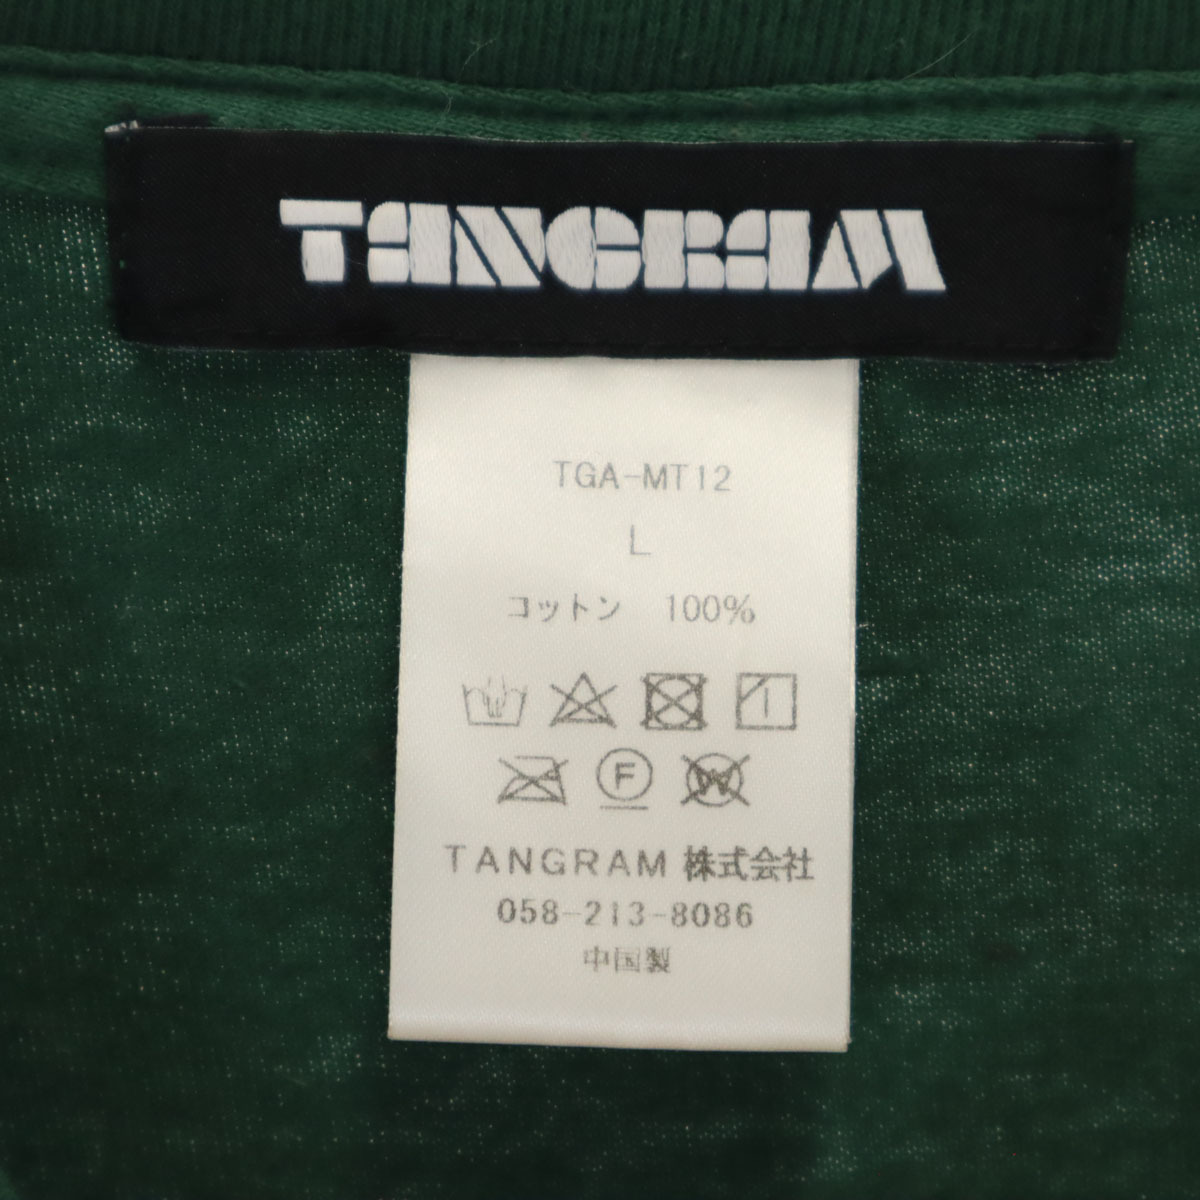 TANGRAM
TGA-MT12
L
コットン 100%
F W
TANGRAM 株式会社
058-213-8086
中国製